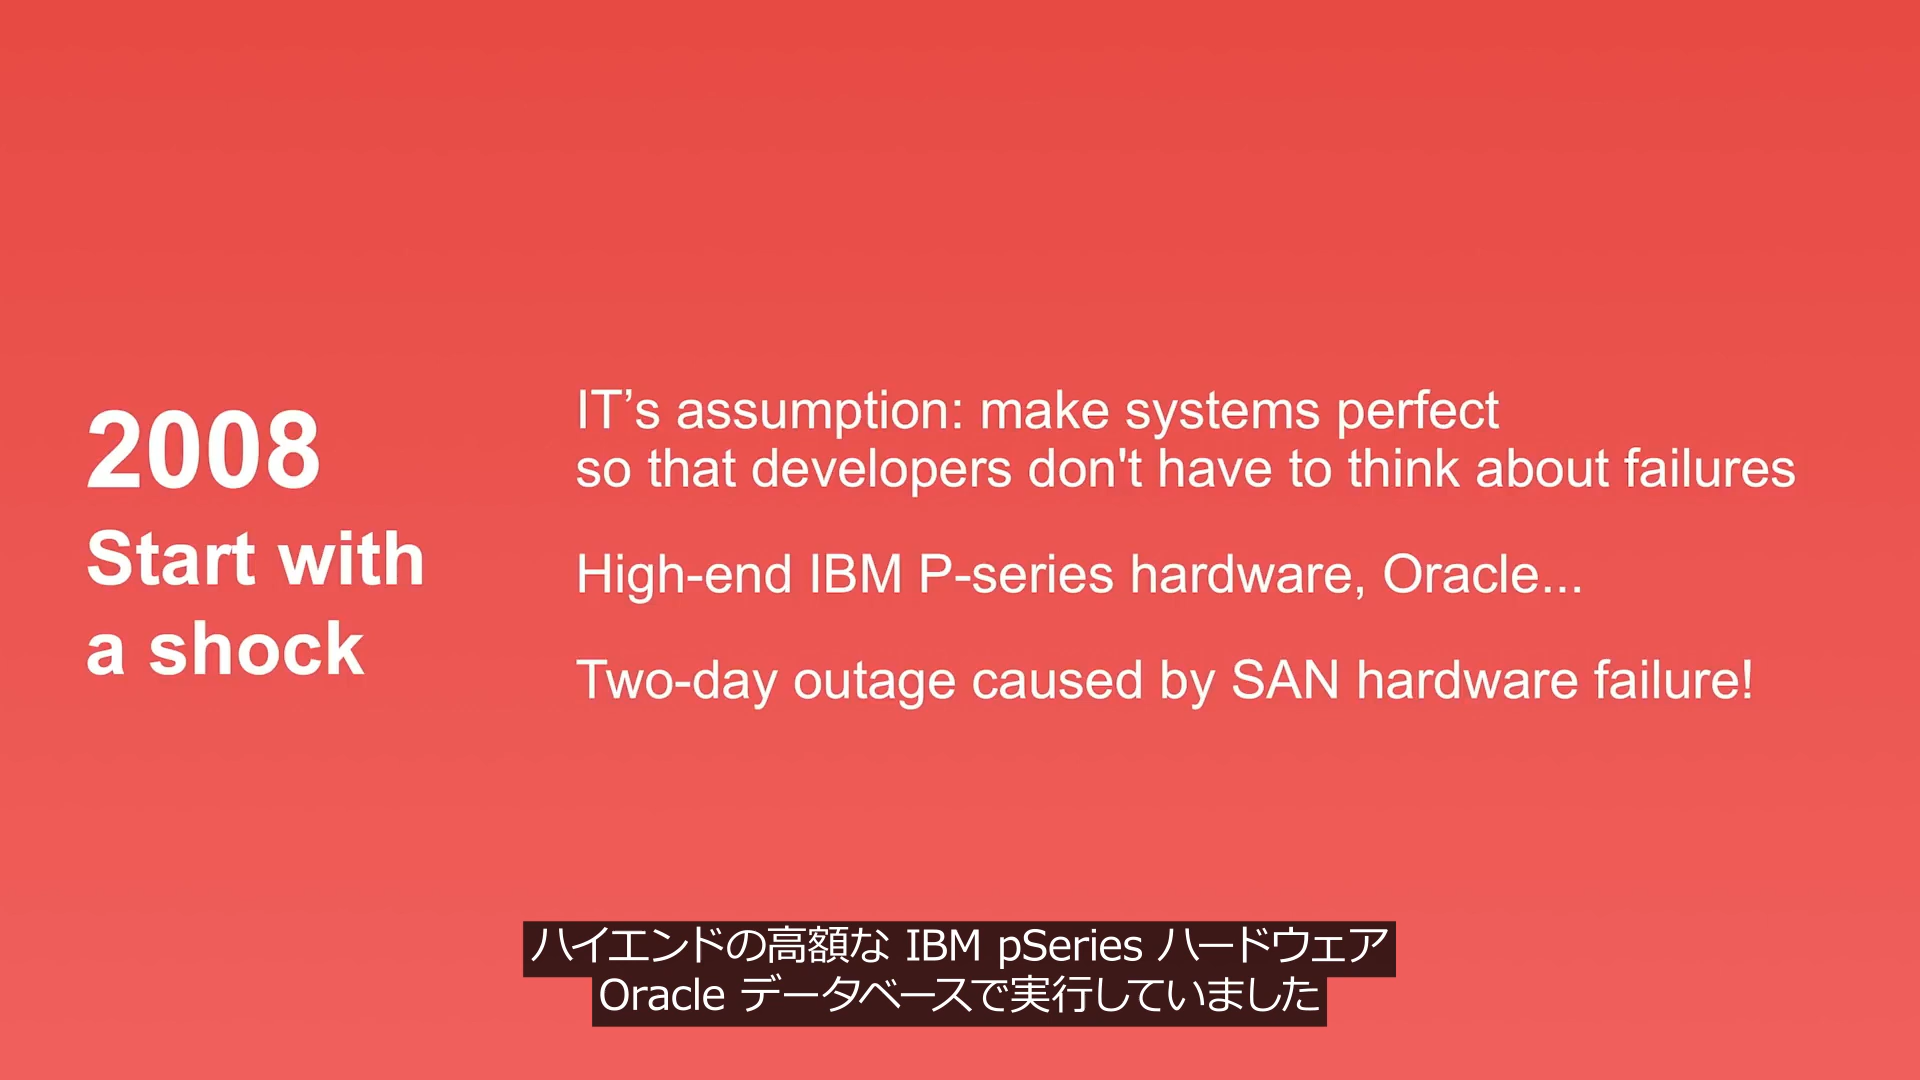 2008
Start with
a shock
IT’s assumption: make systems perfect
so that developers don't have to think about failures
High-end IBM P-series hardware, Oracle...
Two-day outage caused by SAN hardware failure!
ハイエンドの高額な IBM pSeries ハードウェア
Oracle データベースで実行していました